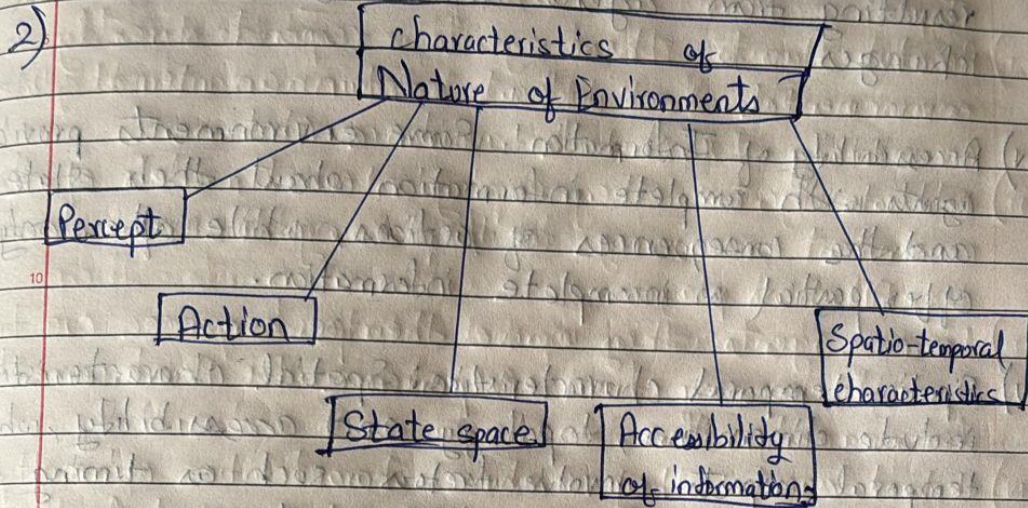 2)
Characteristics of
Nature of Environments
Percept
Action
State space
Accessibility
of information
Spatio-temporal
characteristics
10